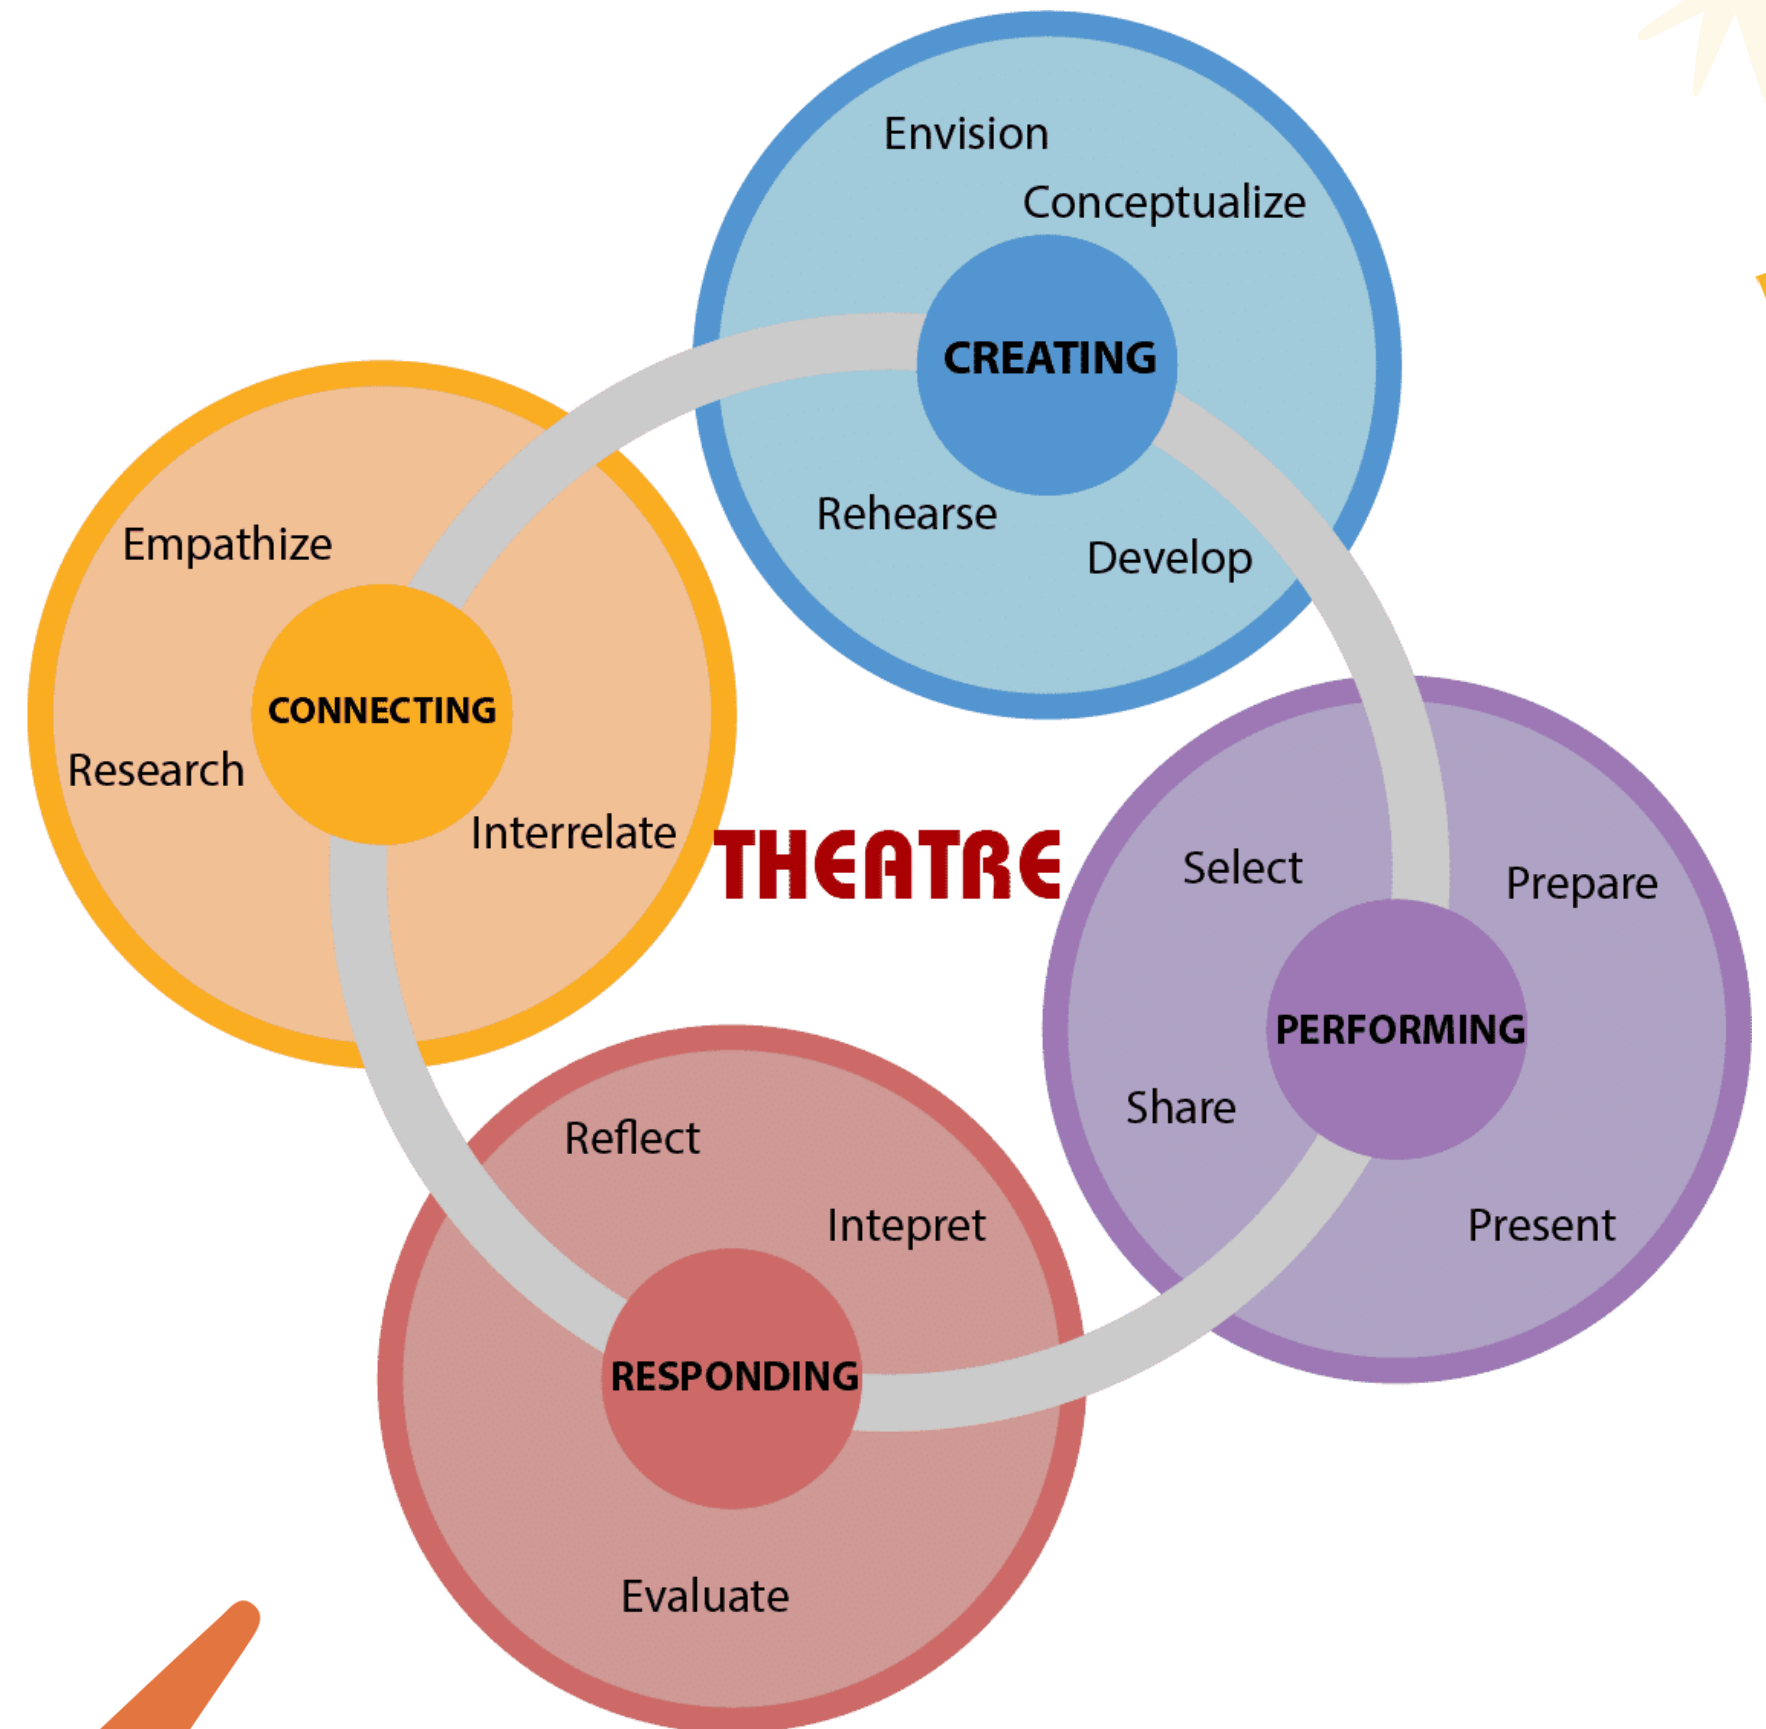 Envision
Conceptualize
CREATING
Rehearse
Develop
Empathize
CONNECTING
Research
Interrelate
THEATRE
Select
Prepare
PERFORMING
Share
Present
Reflect
Intepret
RESPONDING
Evaluate